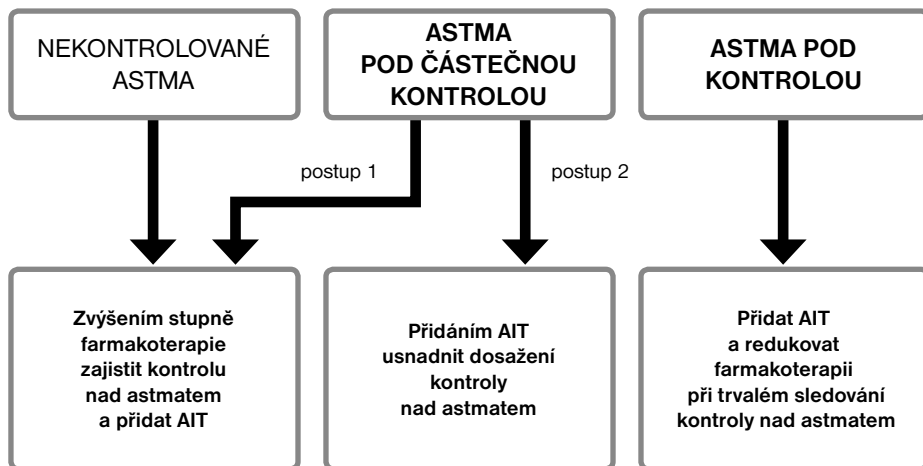 NEKONTROLOVANÉ
ASTMA
ASTMA
POD ČÁSTEČNOU
KONTROLOU
ASTMA POD
KONTROLOU
postup 1
postup 2
Zvýšením stupně
farmakoterapie
zajistit kontrolu
nad astmatem
a přidat AIT
Přidáním AIT
usnadnit dosažení
kontroly
nad astmatem
Přidat AIT
a redukovat
farmakoterapii
při trvalém sledování
kontroly nad astmatem